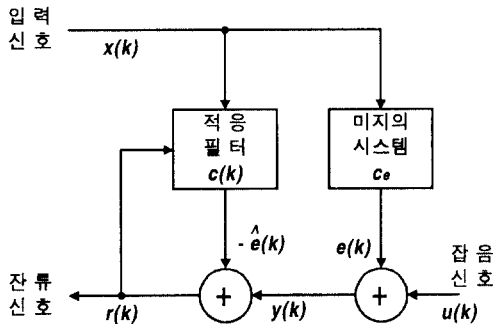 입 력
신 호
x(k)
적 응
필 터
c(k)
미지의
시스템
c_e
- ê(k)
e(k)
잡 음
신 호
잔 류
신 호
+
+
r(k)
y(k)
u(k)